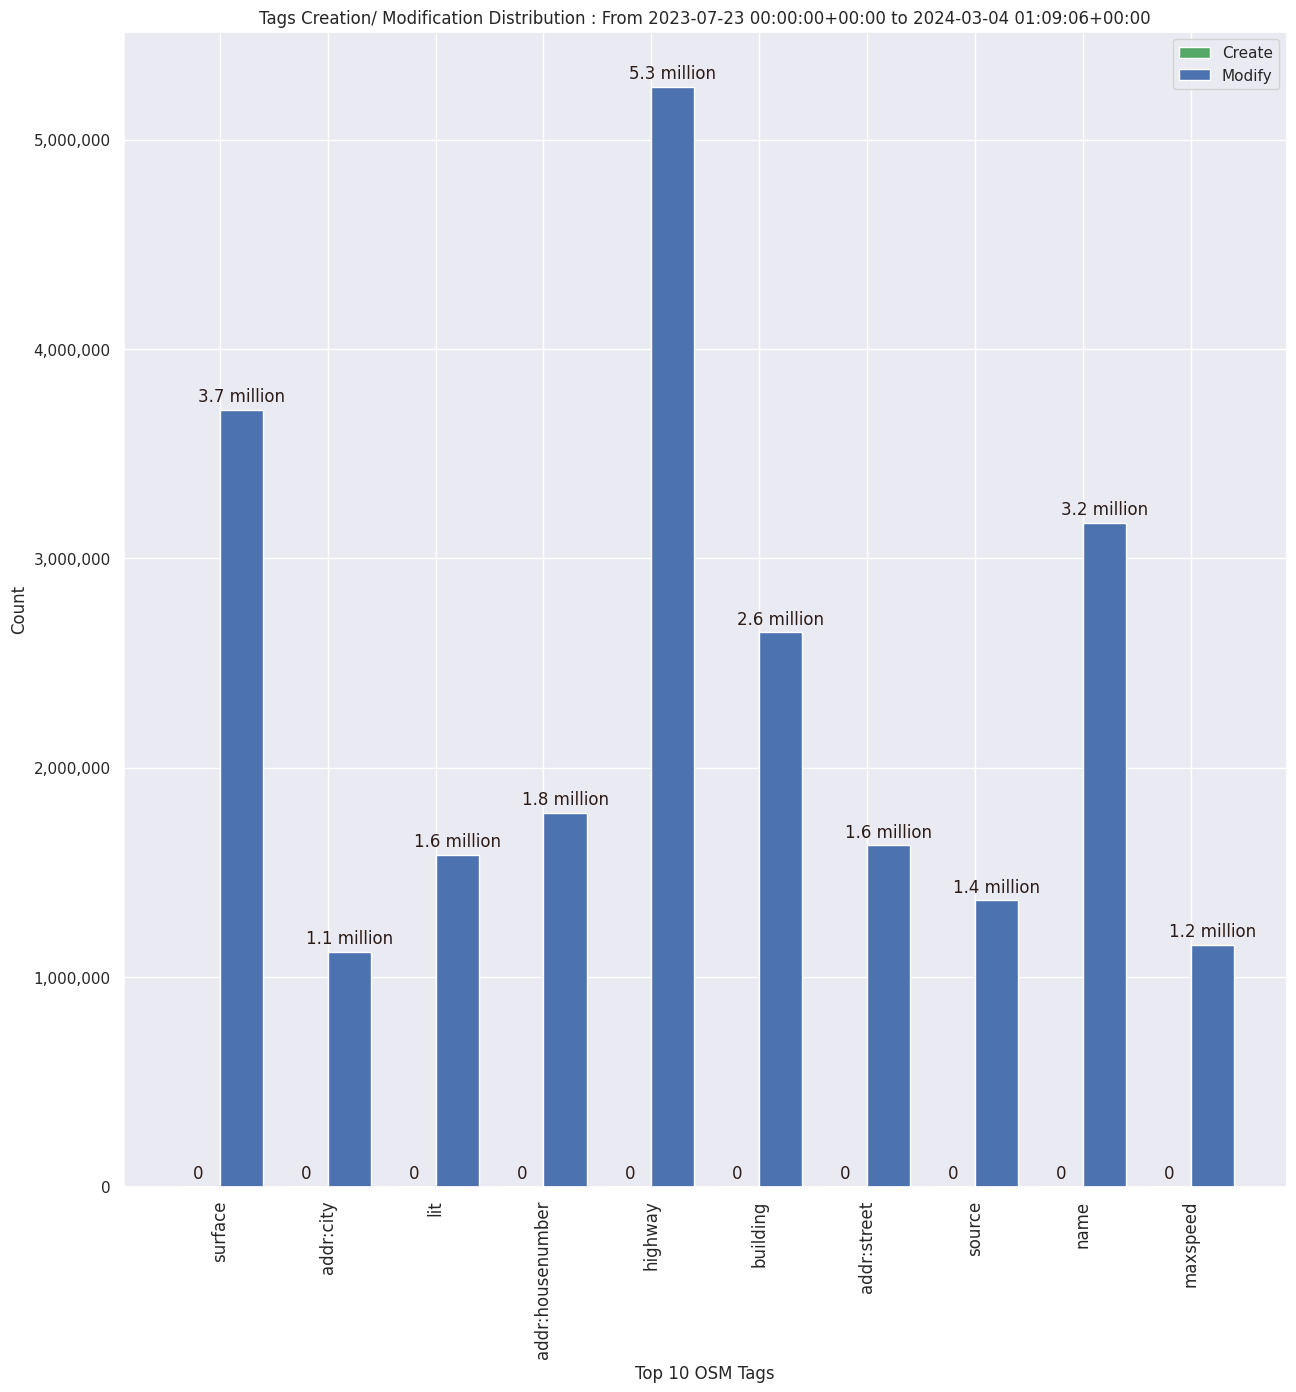 Tags Creation/ Modification Distribution : From 2023-07-23 00:00:00+00:00 to 2024-03-04 01:09:06+00:00
Create
Modify
Count
5,000,000
4,000,000
3,000,000
2,000,000
1,000,000
0
3.7 million
1.1 million
1.6 million
1.8 million
5.3 million
2.6 million
1.6 million
1.4 million
3.2 million
1.2 million
0 0 0 0 0 0 0 0 0 0
surface
addr:city
lit
addr:housenumber
highway
building
addr:street
source
name
maxspeed
Top 10 OSM Tags